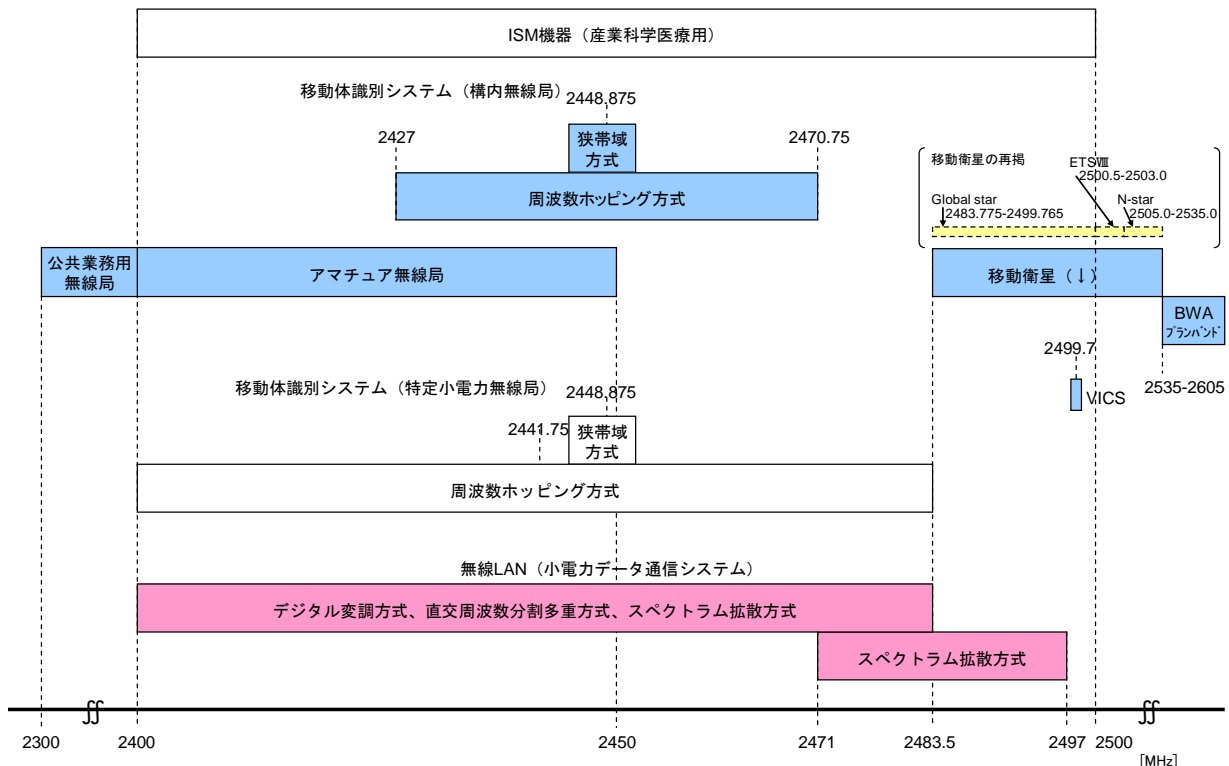 ISM機器（産業科学医療用）
移動体識別システム（構内無線局）
2448.875
2427
狭帯域
方式
2470.75
周波数ホッピング方式
移動衛星の再掲
ETSⅧ
2500.5-2503.0
Global star
2483.775-2499.765
N-star
2505.0-2535.0
公共業務用
無線局
アマチュア無線局
移動衛星（↓）
BWA
ﾌﾟﾗﾝﾊﾞﾝﾄﾞ
2499.7
VICS
2535-2605
移動体識別システム（特定小電力無線局）
2448.875
2441.75
狭帯域
方式
周波数ホッピング方式
無線LAN（小電力データ通信システム）
デジタル変調方式、直交周波数分割多重方式、スペクトラム拡散方式
スペクトラム拡散方式
2300
2400
2450
2471
2483.5
2497
2500
[MHz]